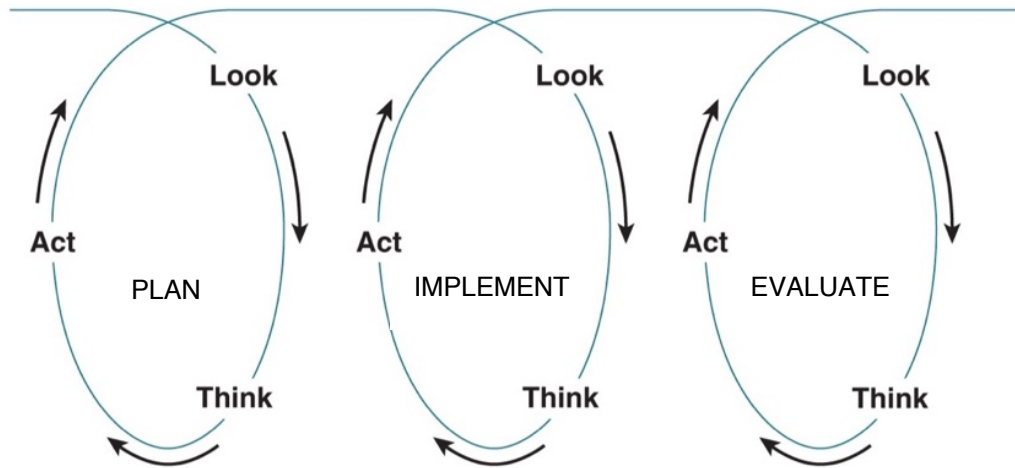 Look
Act
PLAN
Think
Look
Act
IMPLEMENT
Think
Look
Act
EVALUATE
Think